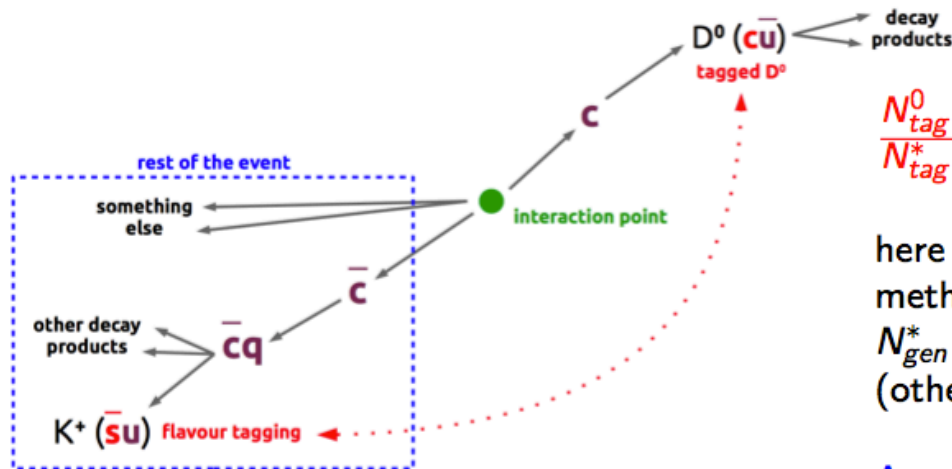 decay
products
D⁰ (cū)
tagged D⁰
c
N⁰tag
N*tag
rest of the event
something
else
interaction point
here
meth
N*gen
(othe
c̄
other decay
products
c̄q
K⁺ (s̄u) flavour tagging